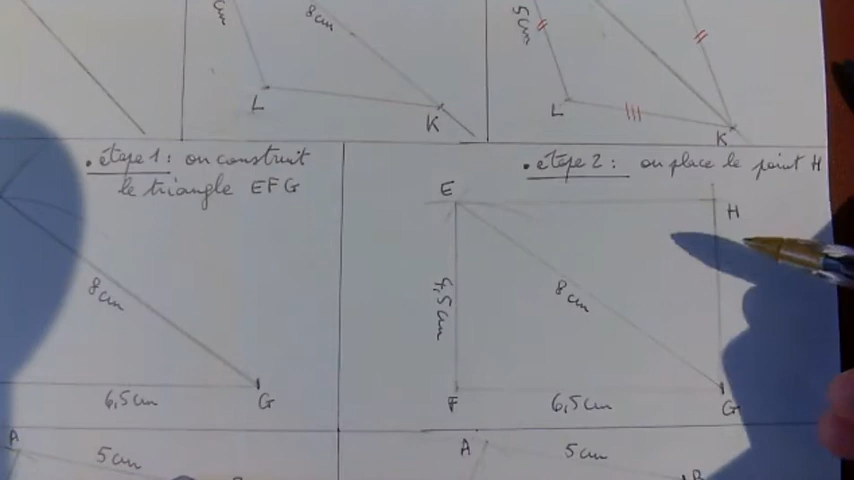 8cm
L
K
5cm
L
K
• étape 1 : on construit
le triangle EFG
8cm
6,5cm
G
• étape 2 : on place le point H
E
H
4,5cm
8cm
F
6,5cm
G
A
5cm
A
5cm
B